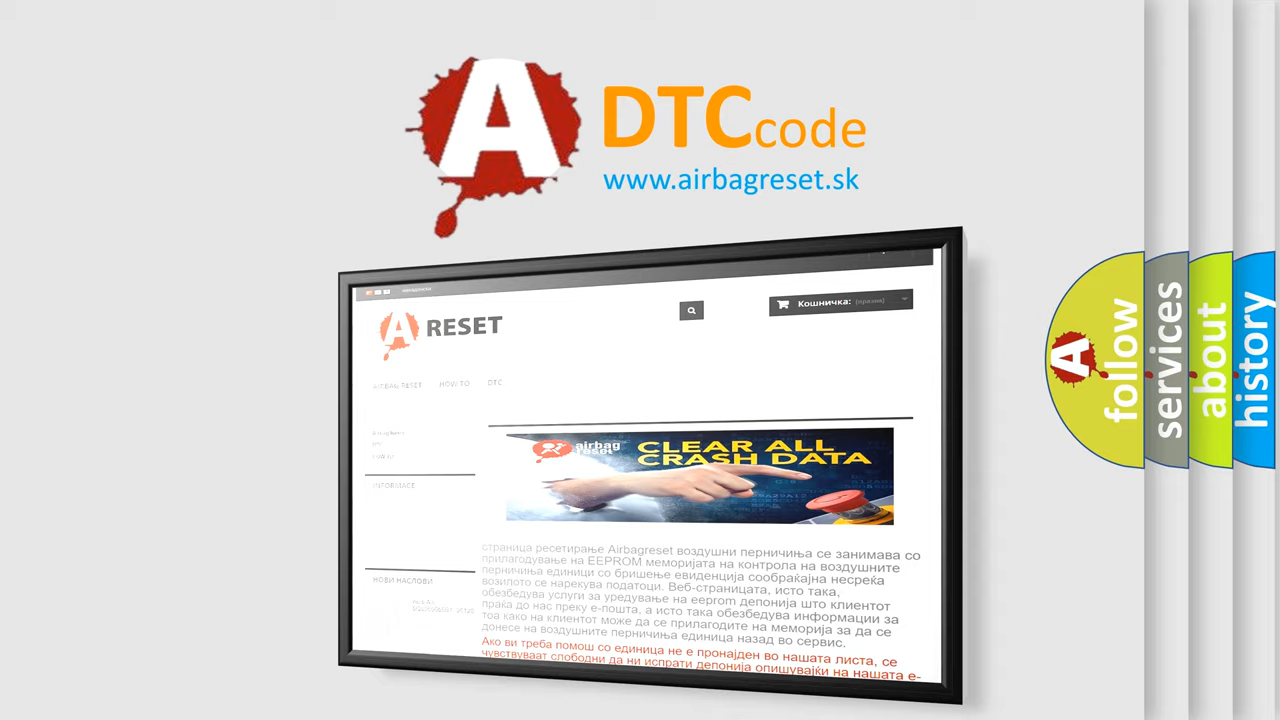 A
DTCcode
www.airbagreset.sk
A RESET
Кошничка: (празна)
AIRBAG RESET HOW TO DTC
INFORMACE
airbag reset
CLEAR ALL
CRASH DATA
страница ресетирање Airbagreset воздушни перничиња се занимава со
прилагодување на EEPROM меморијата на контрола на воздушните
перничиња единици со бришење евиденција сообраќајна несреќа
возилото се нарекува податоци. Веб-страницата, исто така,
обезбедува услуги за уредување на eeprom депонија што клиентот
праќа до нас преку е-пошта, а исто така обезбедува информации за
тоа како на клиентот може да се прилагодите на меморија за да се
донесе на воздушните перничиња единица назад во сервис.
Ако ви треба помош со единица не е пронајден во нашата листа, се
чувствуваат слободни да ни испрати депонија опишувајќи на нашата е-
НОВИ НАСЛОВИ
A
follow
services
about
history